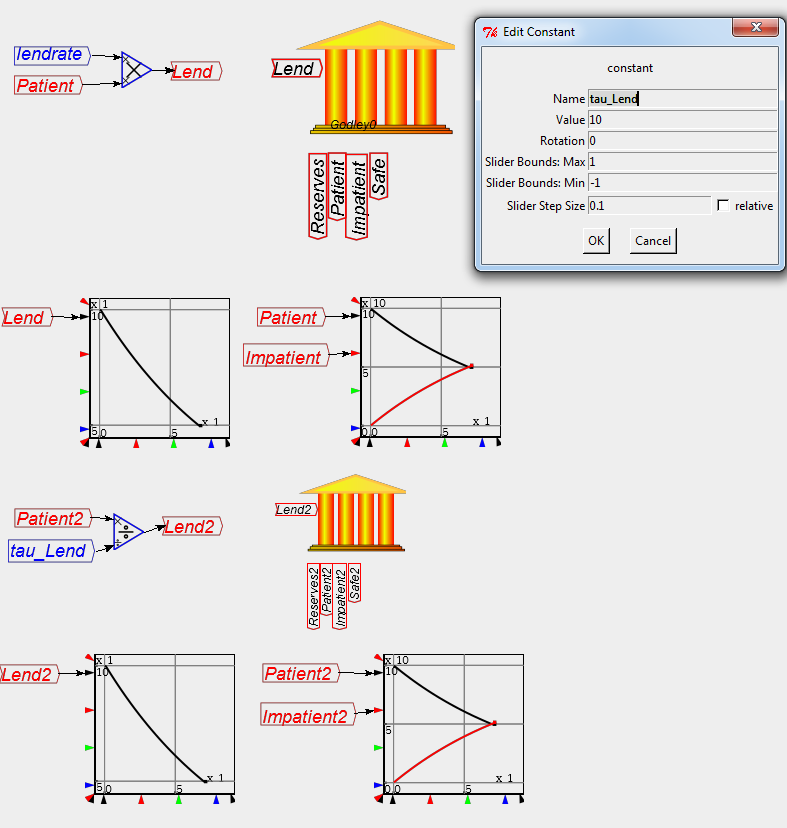 lendrate
Patient
Lend
Lend
Godley0
Reserves
Patient
Impatient
Safe
Edit Constant
constant
Name tau_Lend
Value 10
Rotation 0
Slider Bounds: Max 1
Slider Bounds: Min -1
Slider Step Size 0.1 relative
OK Cancel
Lend
x 1
10
x 1
5 0 5
Patient
Impatient
x 10
10
5
x 1
0 0 5
Patient2
tau_Lend
Lend2
Lend2
Reserves2
Patient2
Impatient2
Safe2
Lend2
x 1
10
x 1
5 0 5
Patient2
Impatient2
x 10
10
5
x 1
0 0 5